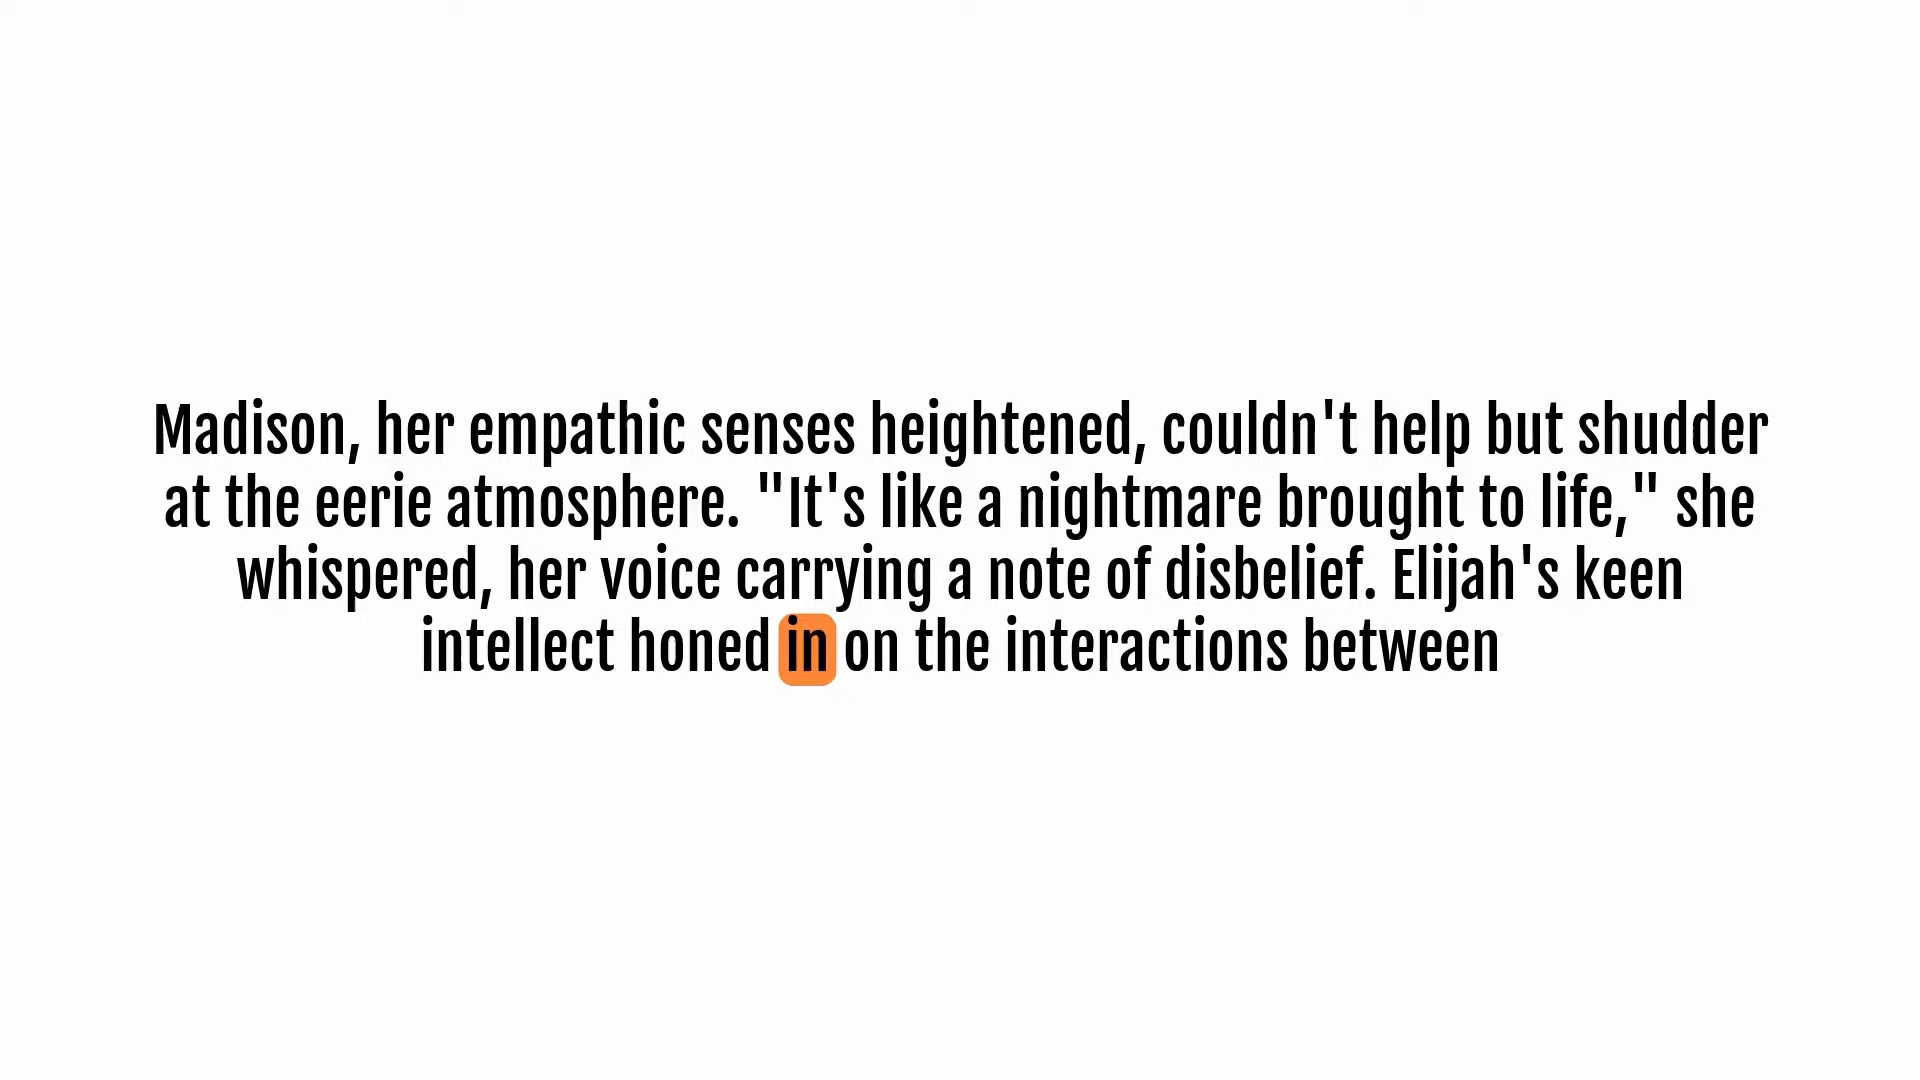 Madison, her empathic senses heightened, couldn't help but shudder
at the eerie atmosphere. "It's like a nightmare brought to life," she
whispered, her voice carrying a note of disbelief. Elijah's keen
intellect honed in on the interactions between